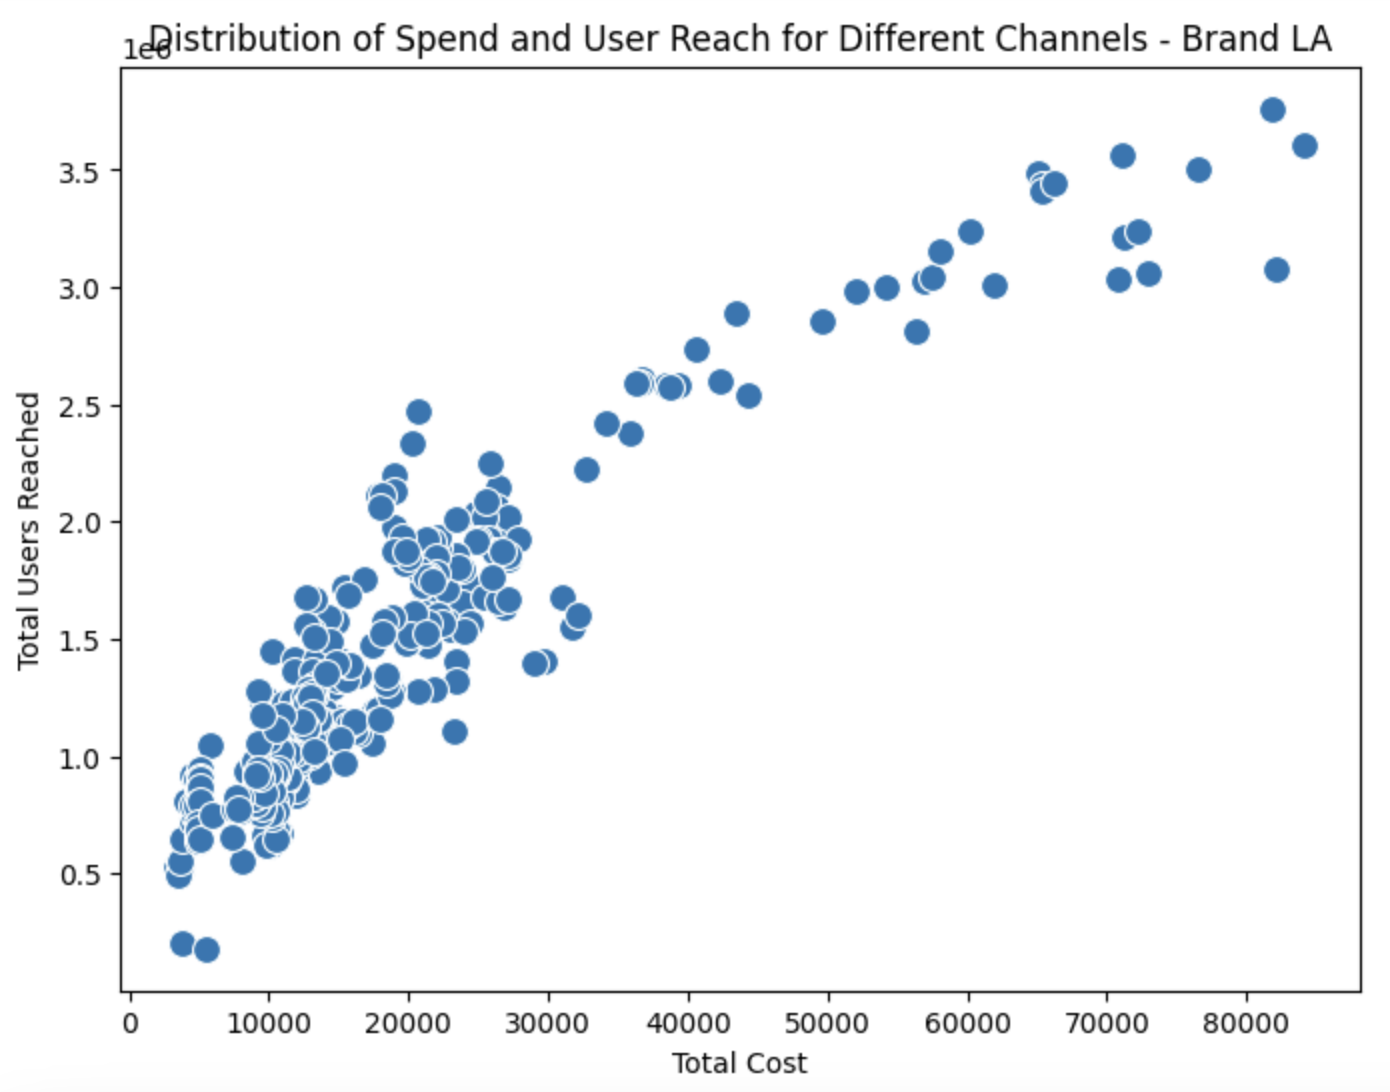 Distribution of Spend and User Reach for Different Channels - Brand LA
1e6
3.5
3.0
2.5
2.0
1.5
1.0
0.5
Total Users Reached
0 10000 20000 30000 40000 50000 60000 70000 80000
Total Cost